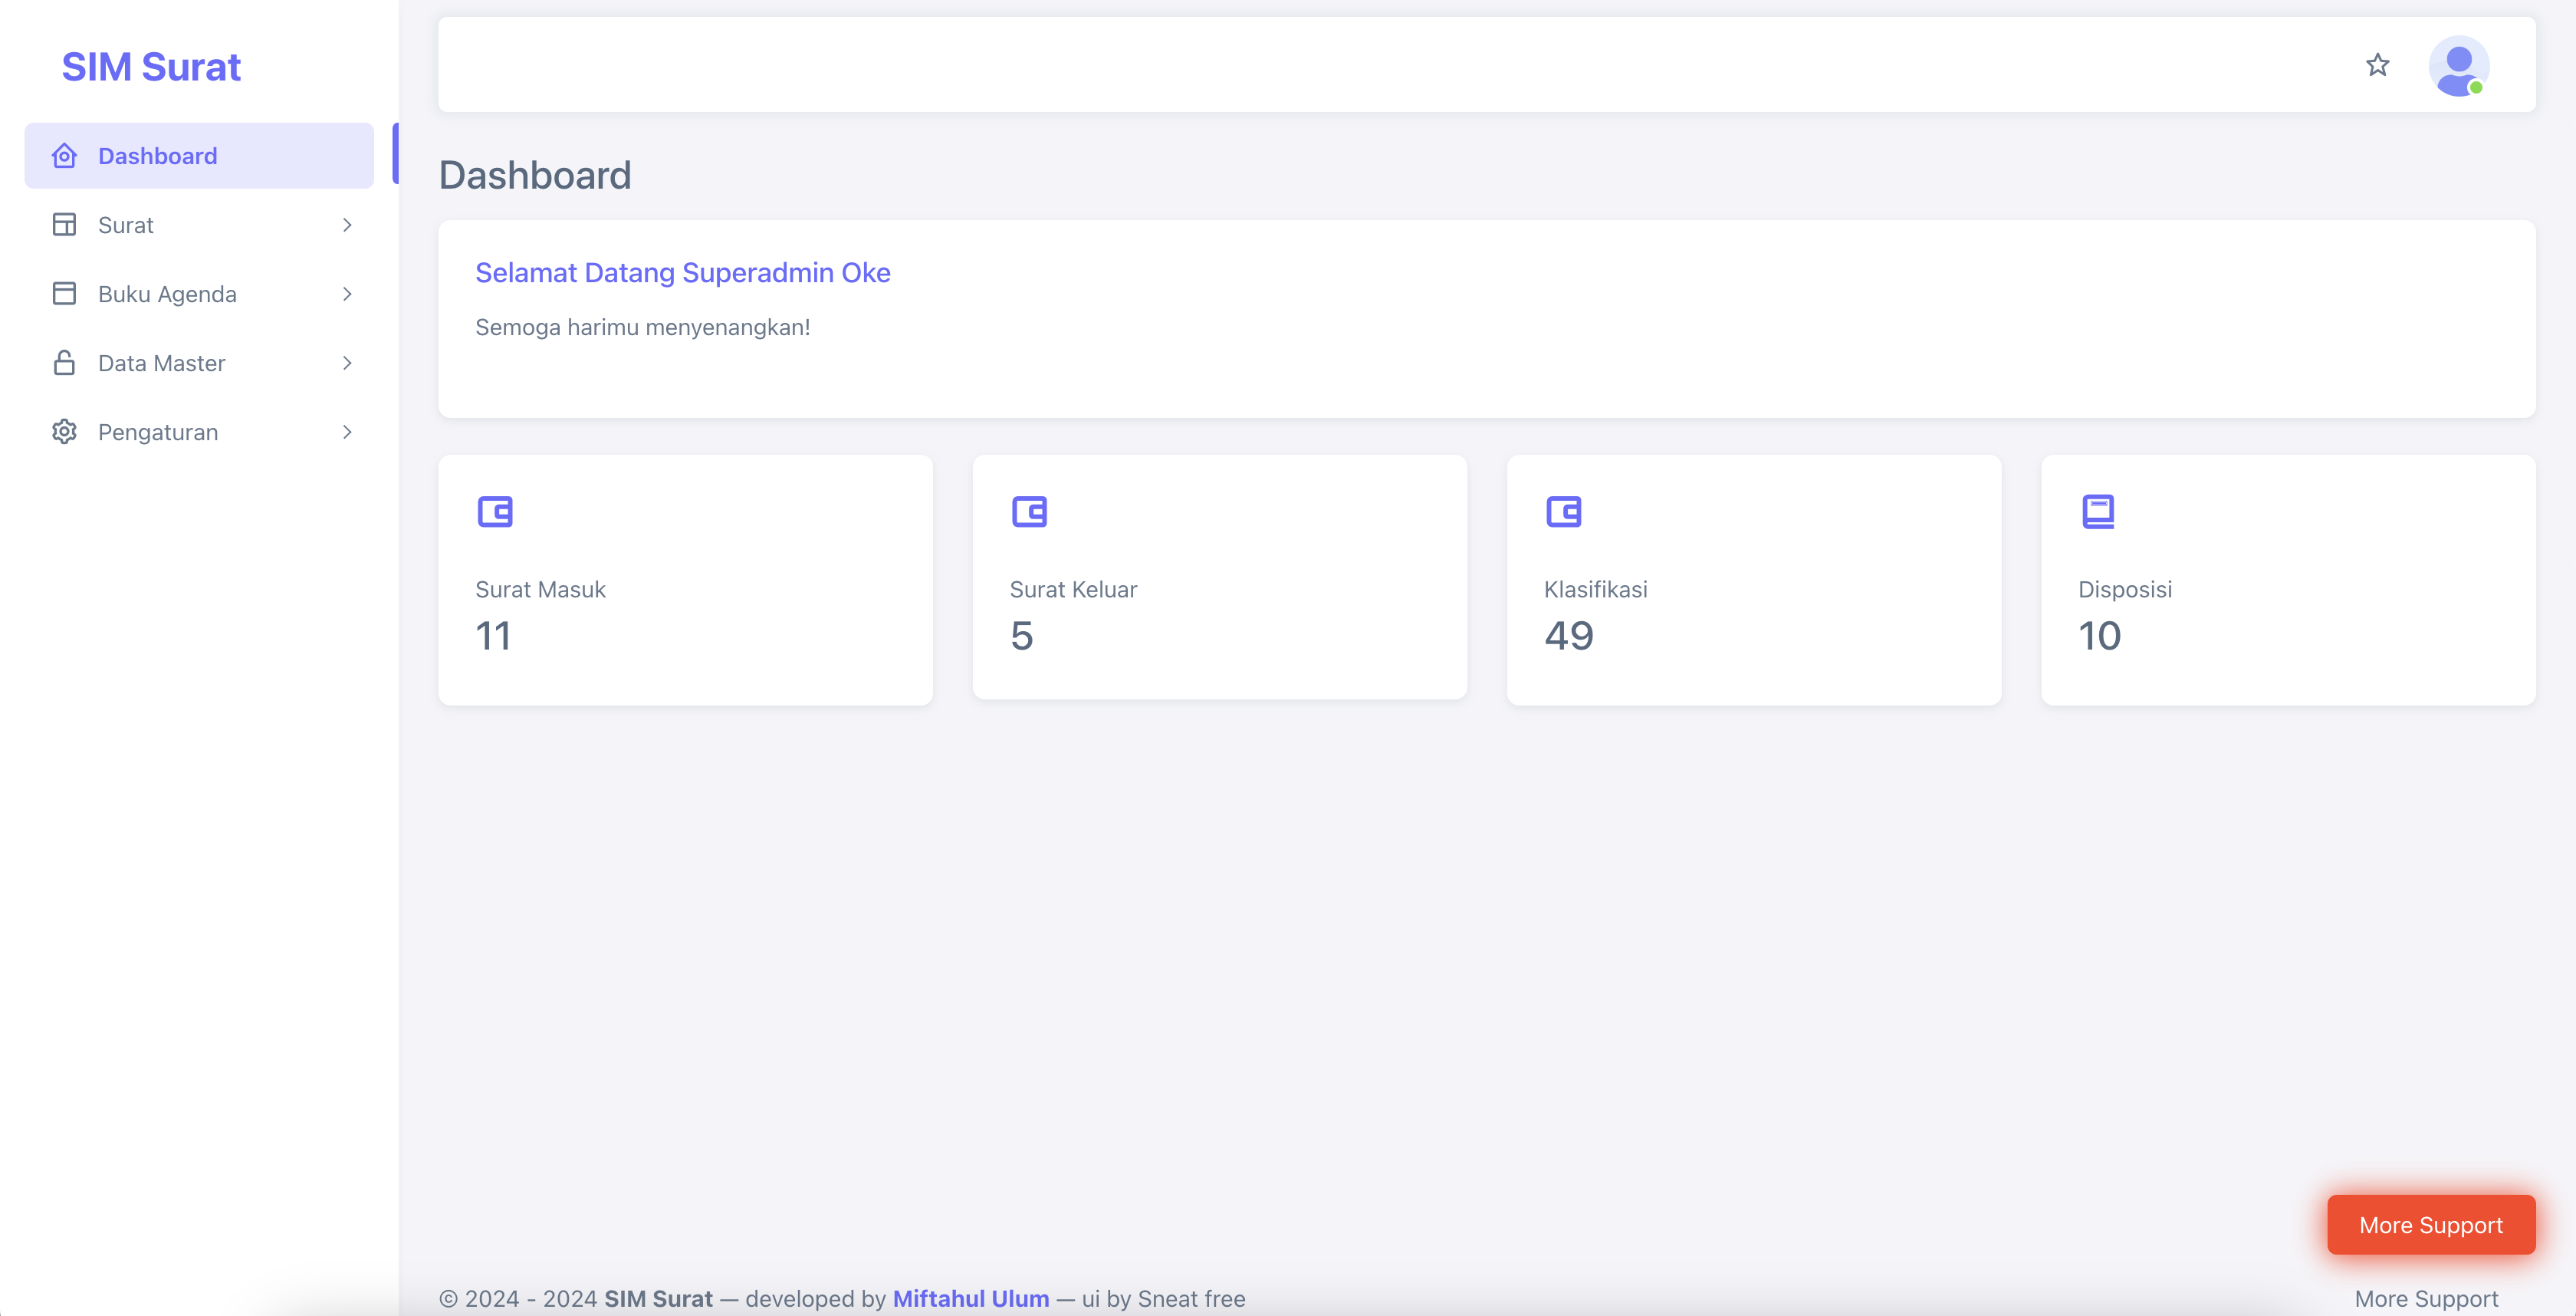 SIM Surat
Dashboard
Surat
Buku Agenda
Data Master
Pengaturan
Dashboard
Selamat Datang Superadmin Oke
Semoga harimu menyenangkan!
Surat Masuk
11
Surat Keluar
5
Klasifikasi
49
Disposisi
10
More Support
© 2024 - 2024 SIM Surat — developed by Miftahul Ulum — ui by Sneat free
More Support